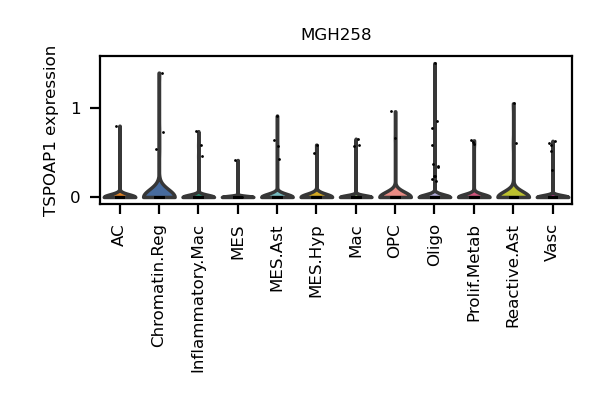 MGH258
TSPOAP1 expression
1
0
AC
Chromatin.Reg
Inflammatory.Mac
MES
MES.Ast
MES.Hyp
Mac
OPC
Oligo
Prolif.Metab
Reactive.Ast
Vasc